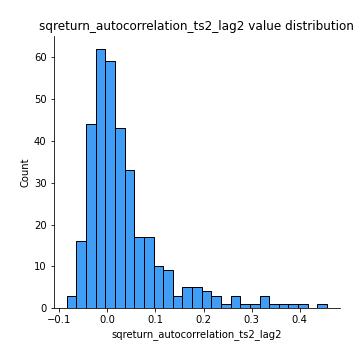 sqreturn_autocorrelation_ts2_lag2 value distribution
60
50
40
30
20
10
0
Count
−0.1 0.0 0.1 0.2 0.3 0.4
sqreturn_autocorrelation_ts2_lag2